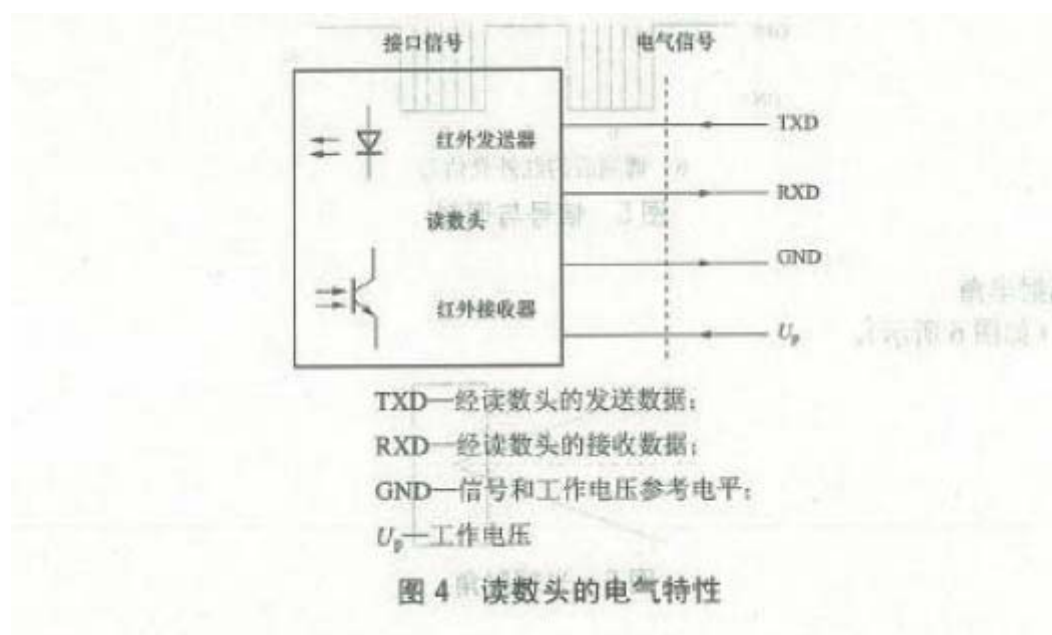 接口信号
电气信号
TXD
红外发送器
RXD
读数头
GND
红外接收器
Up
TXD—经读数头的发送数据；
RXD—经读数头的接收数据；
GND—信号和工作电压参考电平；
Up—工作电压
图 4 读数头的电气特性